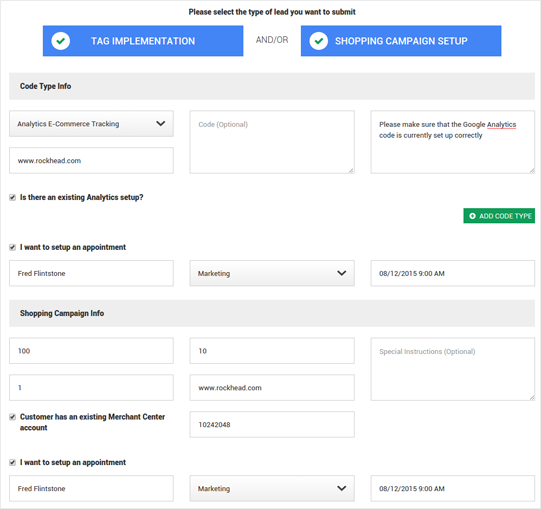 Please select the type of lead you want to submit
TAG IMPLEMENTATION
AND/OR
SHOPPING CAMPAIGN SETUP
Code Type Info
Analytics E-Commerce Tracking
Code (Optional)
Please make sure that the Google Analytics
code is currently set up correctly
www.rockhead.com
Is there an existing Analytics setup?
ADD CODE TYPE
I want to setup an appointment
Fred Flintstone
Marketing
08/12/2015 9:00 AM
Shopping Campaign Info
100
10
Special Instructions (Optional)
1
www.rockhead.com
Customer has an existing Merchant Center
account
10242048
I want to setup an appointment
Fred Flintstone
Marketing
08/12/2015 9:00 AM